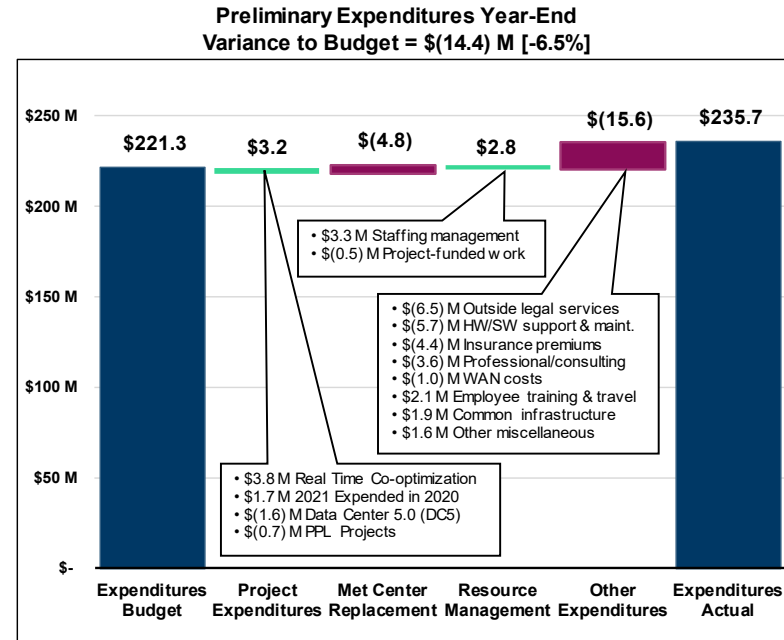 Preliminary Expenditures Year-End
Variance to Budget = $(14.4) M [-6.5%]
$250 M
$200 M
$150 M
$100 M
$50 M
$-
$221.3
$3.2
$(4.8)
$2.8
$(15.6)
$235.7
• $3.3 M Staffing management
• $(0.5) M Project-funded work
• $(6.5) M Outside legal services
• $(5.7) M HW/SW support & maint.
• $(4.4) M Insurance premiums
• $(3.6) M Professional/consulting
• $(1.0) M WAN costs
• $2.1 M Employee training & travel
• $1.9 M Common infrastructure
• $1.6 M Other miscellaneous
• $3.8 M Real Time Co-optimization
• $1.7 M 2021 Expended in 2020
• $(1.6) M Data Center 5.0 (DC5)
• $(0.7) M PPL Projects
Expenditures
Budget
Project
Expenditures
Met Center
Replacement
Resource
Management
Other
Expenditures
Expenditures
Actual